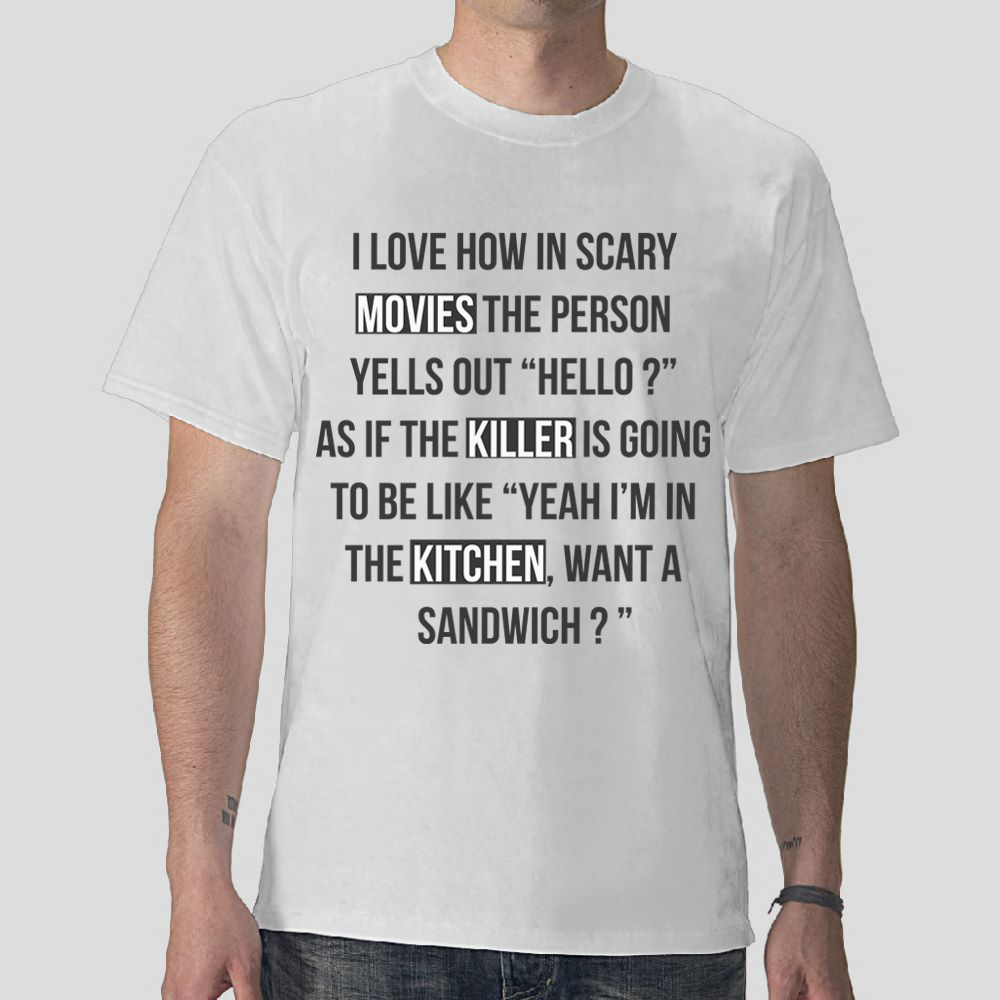 I LOVE HOW IN SCARY
MOVIES THE PERSON
YELLS OUT “HELLO ?”
AS IF THE KILLER IS GOING
TO BE LIKE “YEAH I’M IN
THE KITCHEN, WANT A
SANDWICH ? ”